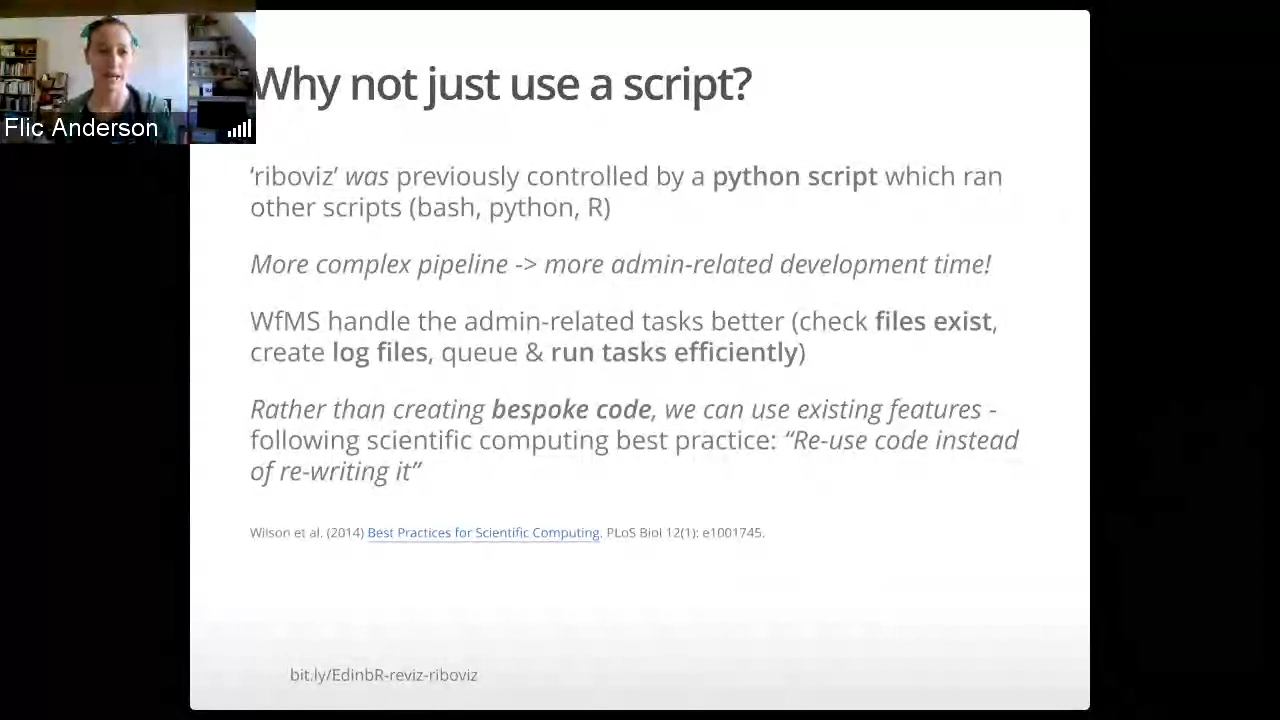 Flic Anderson
Why not just use a script?
‘riboviz’ was previously controlled by a python script which ran
other scripts (bash, python, R)
More complex pipeline -> more admin-related development time!
WfMS handle the admin-related tasks better (check files exist,
create log files, queue & run tasks efficiently)
Rather than creating bespoke code, we can use existing features -
following scientific computing best practice: “Re-use code instead
of re-writing it”
Wilson et al. (2014) Best Practices for Scientific Computing. PLoS Biol 12(1): e1001745.
bit.ly/EdinbR-reviz-riboviz